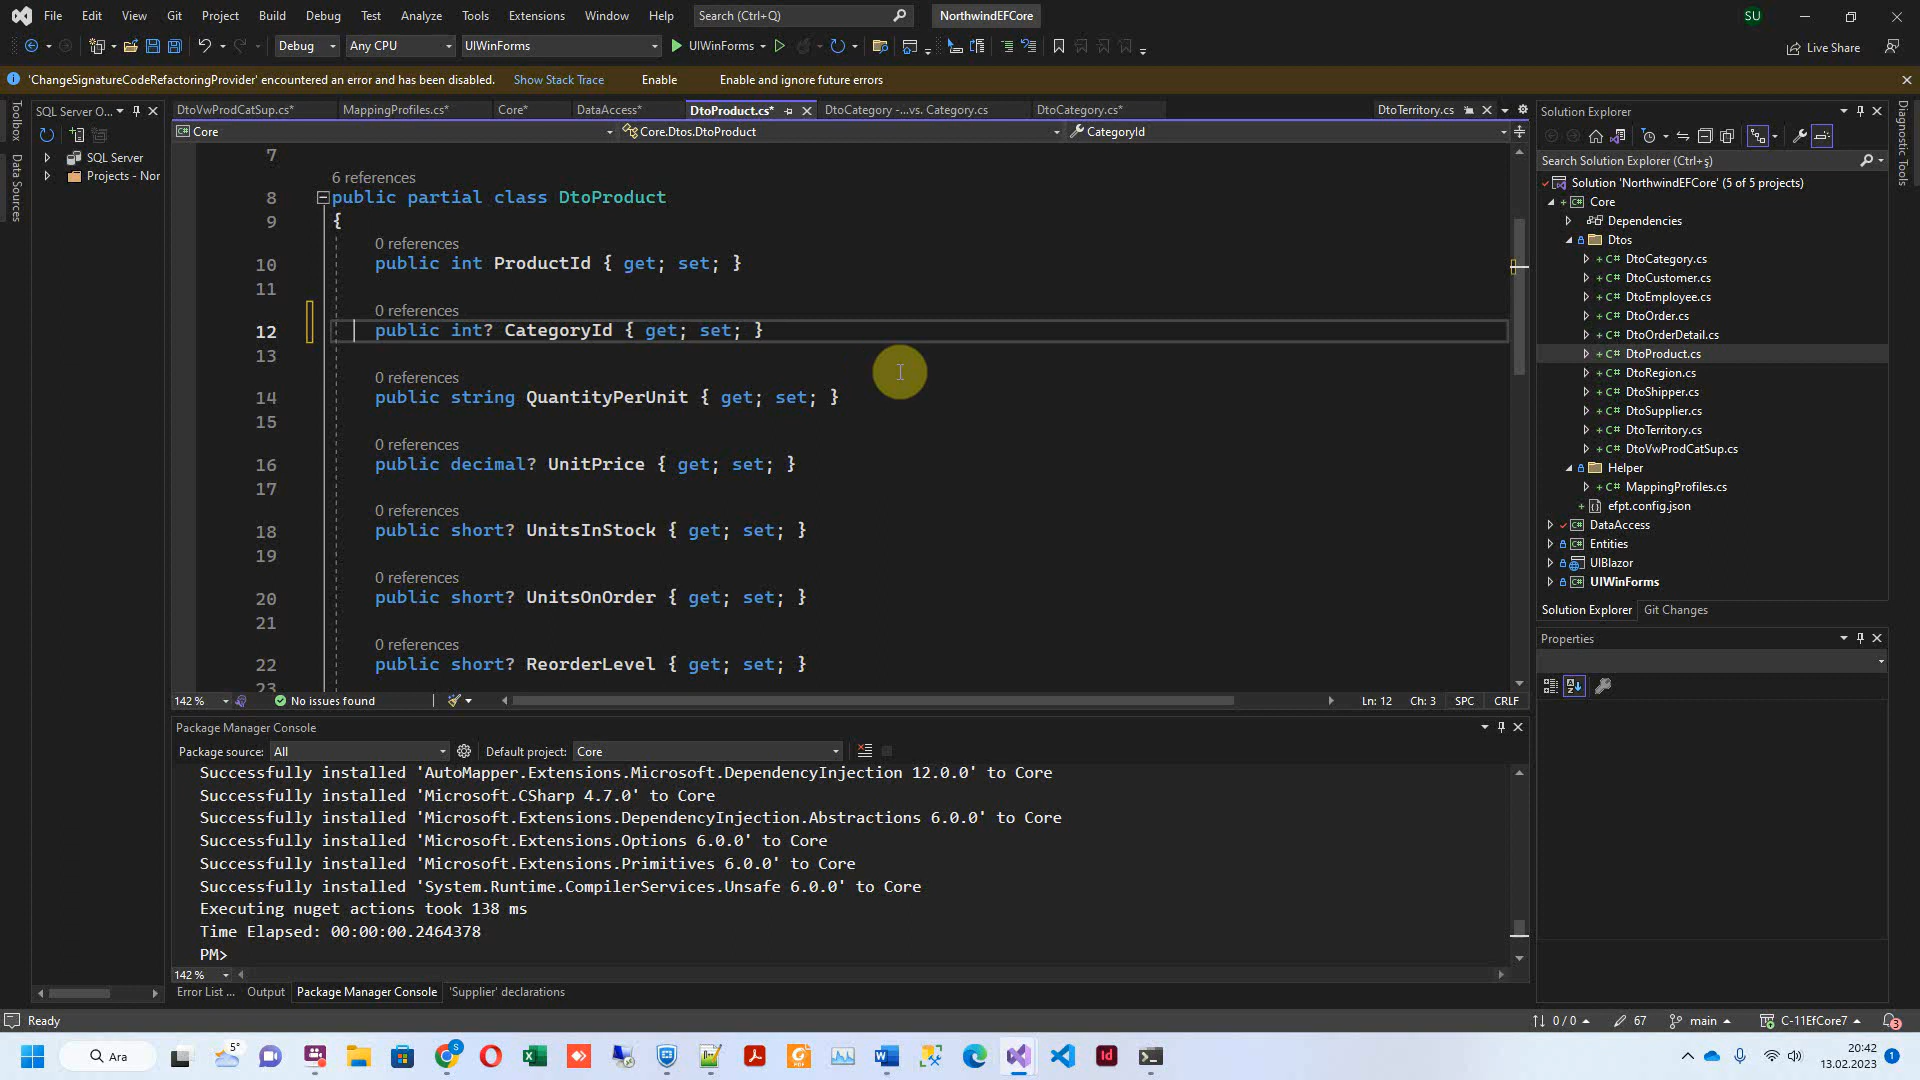 File Edit View Git Project Build Debug Test Analyze Tools Extensions Window Help Search (Ctrl+Q) NorthwindEFCore SU
Debug Any CPU UIWinForms UIWinForms Live Share
'ChangeSignatureCodeRefactoringProvider' encountered an error and has been disabled. Show Stack Trace Enable Enable and ignore future errors
Toolbox
Data Sources
SQL Server O...
SQL Server
Projects - Nor
DtoVwProdCatSup.cs* MappingProfiles.cs* Core* DataAccess* DtoProduct.cs* DtoCategory -...vs. Category.cs DtoCategory.cs* DtoTerritory.cs
Core Core.Dtos.DtoProduct CategoryId
7
6 references
8 public partial class DtoProduct
9 {
0 references
10 public int ProductId { get; set; }
11
0 references
12 public int? CategoryId { get; set; }
13
0 references
14 public string QuantityPerUnit { get; set; }
15
0 references
16 public decimal? UnitPrice { get; set; }
17
0 references
18 public short? UnitsInStock { get; set; }
19
0 references
20 public short? UnitsOnOrder { get; set; }
21
0 references
22 public short? ReorderLevel { get; set; }
23
142 % No issues found Ln: 12 Ch: 3 SPC CRLF
Package Manager Console
Package source: All Default project: Core
Successfully installed 'AutoMapper.Extensions.Microsoft.DependencyInjection 12.0.0' to Core
Successfully installed 'Microsoft.CSharp 4.7.0' to Core
Successfully installed 'Microsoft.Extensions.DependencyInjection.Abstractions 6.0.0' to Core
Successfully installed 'Microsoft.Extensions.Options 6.0.0' to Core
Successfully installed 'Microsoft.Extensions.Primitives 6.0.0' to Core
Successfully installed 'System.Runtime.CompilerServices.Unsafe 6.0.0' to Core
Executing nuget actions took 138 ms
Time Elapsed: 00:00:00.2464378
PM>
142 %
Error List ... Output Package Manager Console 'Supplier' declarations
Solution Explorer
Search Solution Explorer (Ctrl+ş)
Solution 'NorthwindEFCore' (5 of 5 projects)
Core
Dependencies
Dtos
C# DtoCategory.cs
C# DtoCustomer.cs
C# DtoEmployee.cs
C# DtoOrder.cs
C# DtoOrderDetail.cs
C# DtoProduct.cs
C# DtoRegion.cs
C# DtoShipper.cs
C# DtoSupplier.cs
C# DtoTerritory.cs
C# DtoVwProdCatSup.cs
Helper
C# MappingProfiles.cs
efpt.config.json
DataAccess
Entities
UIBlazor
UIWinForms
Solution Explorer Git Changes
Properties
Diagnostic Tools
Ready 0 / 0 67 main C-11EfCore7 3
Ara 5° S 20:42 1
13.02.2023